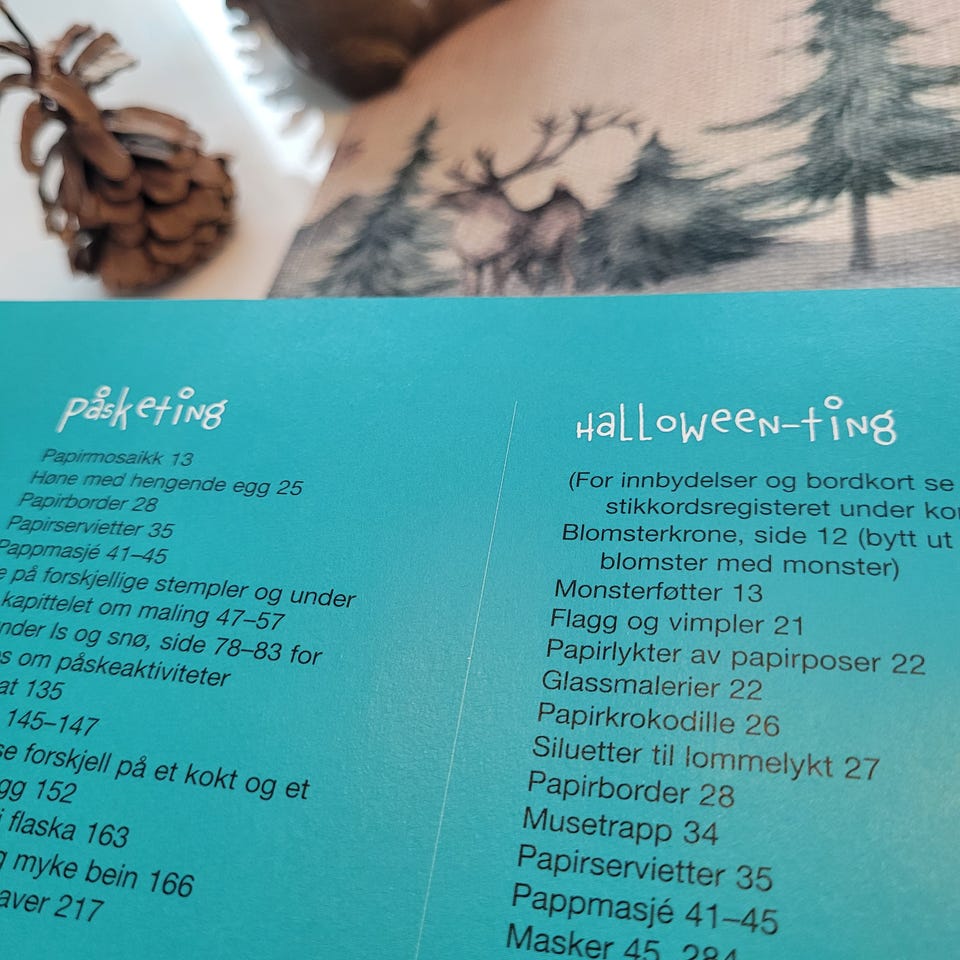 påsketing
Papirmosaikk 13
Høne med hengende egg 25
Papirborder 28
Papirservietter 35
Pappmasjé 41–45
på forskjellige stempler og under
kapittelet om maling 47–57
Is og snø, side 78–83 for
om påskeaktiviteter
135
145–147
forskjell på et kokt og et
152
flaska 163
myke bein 166
217
Halloween-ting
(For innbydelser og bordkort se
stikkordsregisteret under
Blomsterkrone, side 12 (bytt ut
blomster med monster)
Monsterføtter 13
Flagg og vimpler 21
Papirlykter av papirposer 22
Glassmalerier 22
Papirkrokodille 26
Siluetter til lommelykt 27
Papirborder 28
Musetrapp 34
Papirservietter 35
Pappmasjé 41–45
Masker 45, 284